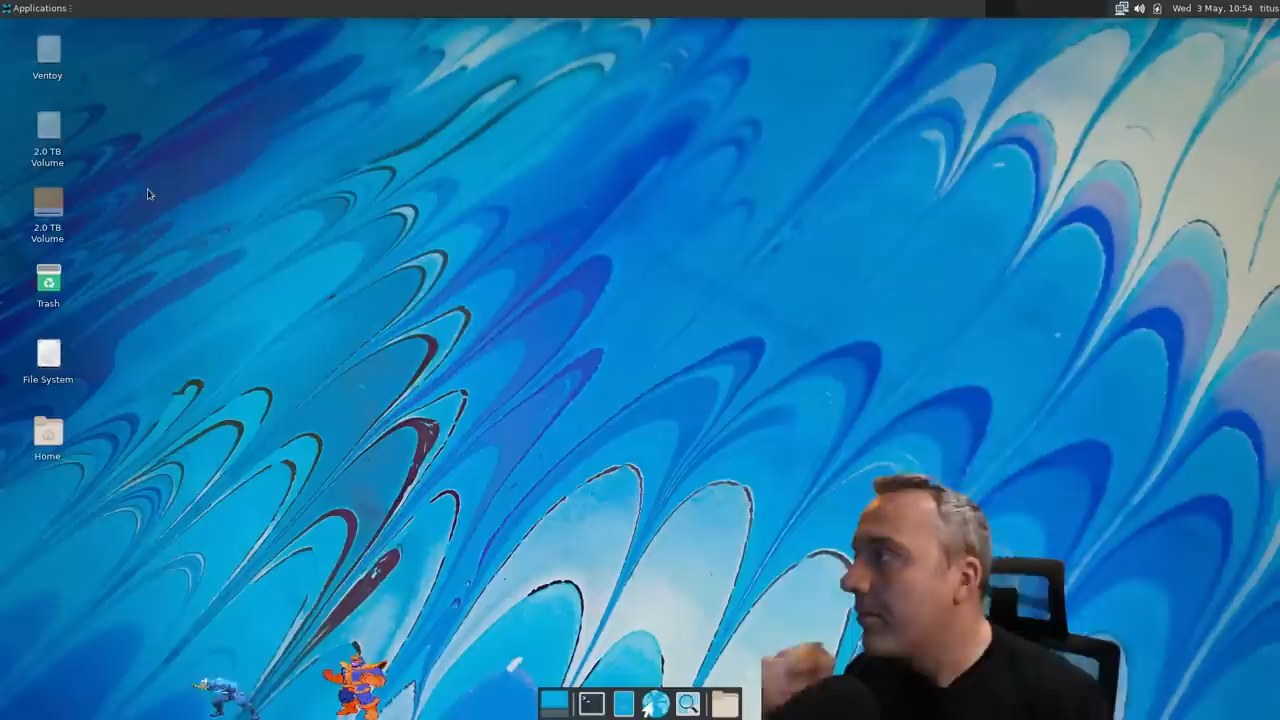 Applications
Wed 3 May, 10:54 titus
Ventoy
2.0 TB
Volume
2.0 TB
Volume
Trash
File System
Home